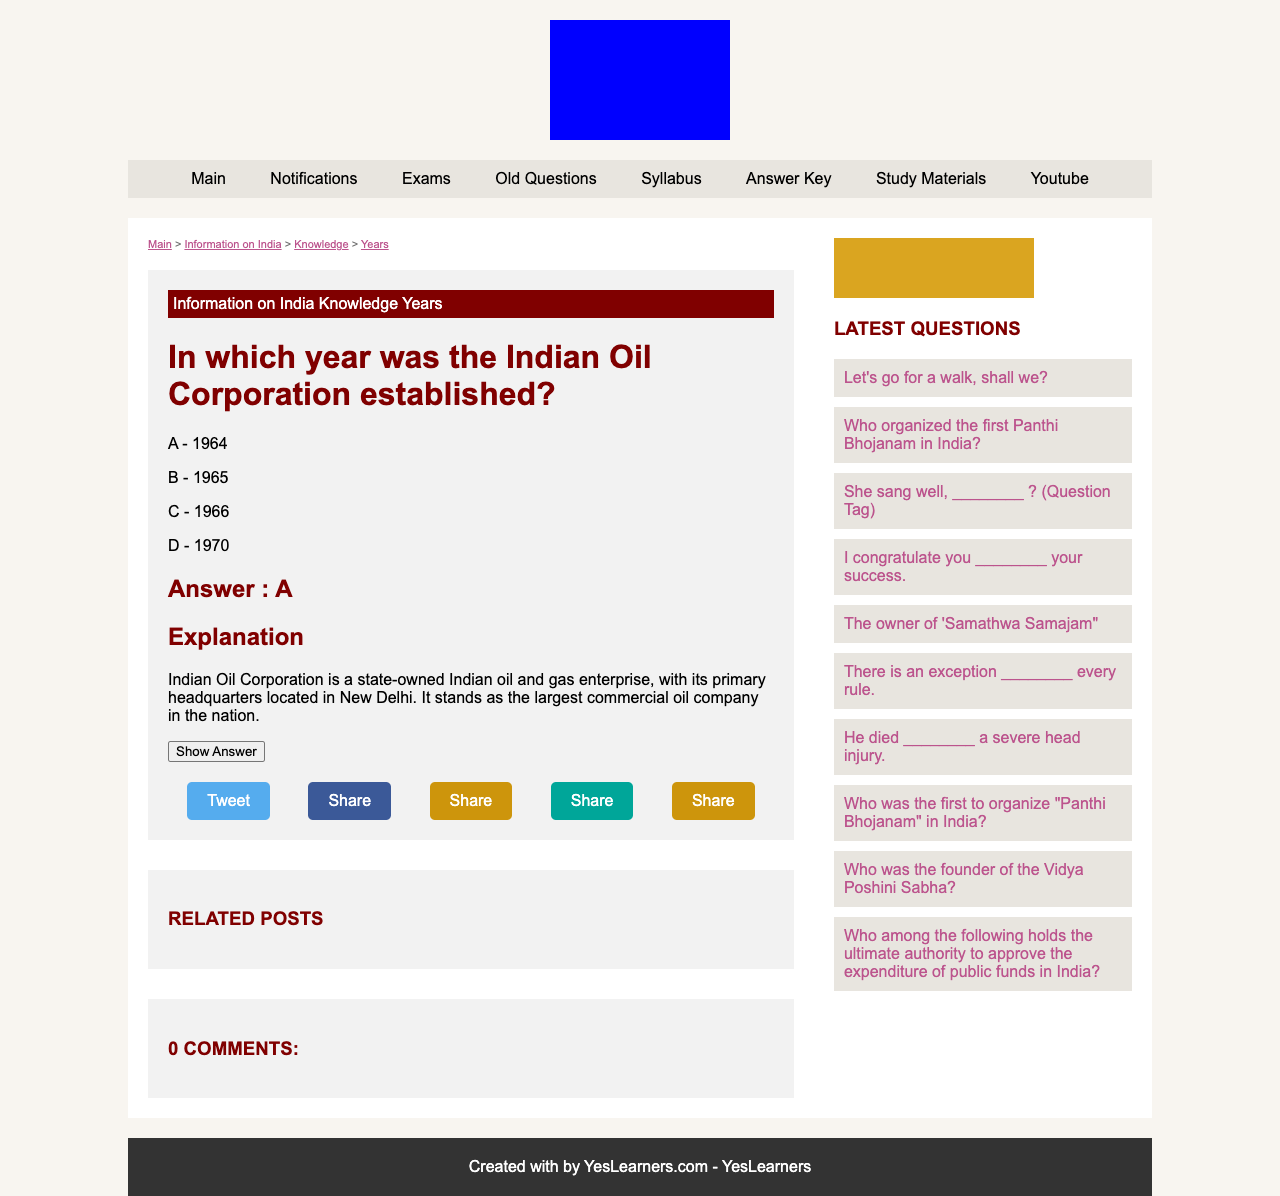 Main Notifications Exams Old Questions Syllabus Answer Key Study Materials Youtube
Main > Information on India > Knowledge > Years
Information on India Knowledge Years
In which year was the Indian Oil
Corporation established?
A - 1964
B - 1965
C - 1966
D - 1970
Answer : A
Explanation
Indian Oil Corporation is a state-owned Indian oil and gas enterprise, with its primary
headquarters located in New Delhi. It stands as the largest commercial oil company
in the nation.
Show Answer
Tweet Share Share Share Share
RELATED POSTS
0 COMMENTS:
LATEST QUESTIONS
Let's go for a walk, shall we?
Who organized the first Panthi
Bhojanam in India?
She sang well, ________ ? (Question
Tag)
I congratulate you ________ your
success.
The owner of 'Samathwa Samajam"
There is an exception ________ every
rule.
He died ________ a severe head
injury.
Who was the first to organize "Panthi
Bhojanam" in India?
Who was the founder of the Vidya
Poshini Sabha?
Who among the following holds the
ultimate authority to approve the
expenditure of public funds in India?
Created with by YesLearners.com - YesLearners